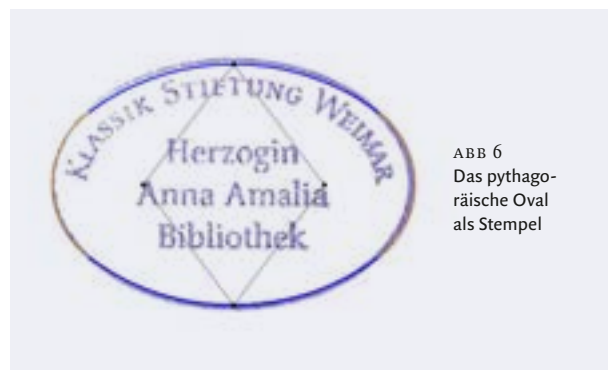 KLASSIK STIFTUNG WEIMAR
Herzogin
Anna Amalia
Bibliothek
ABB 6
Das pythago-
räische Oval
als Stempel